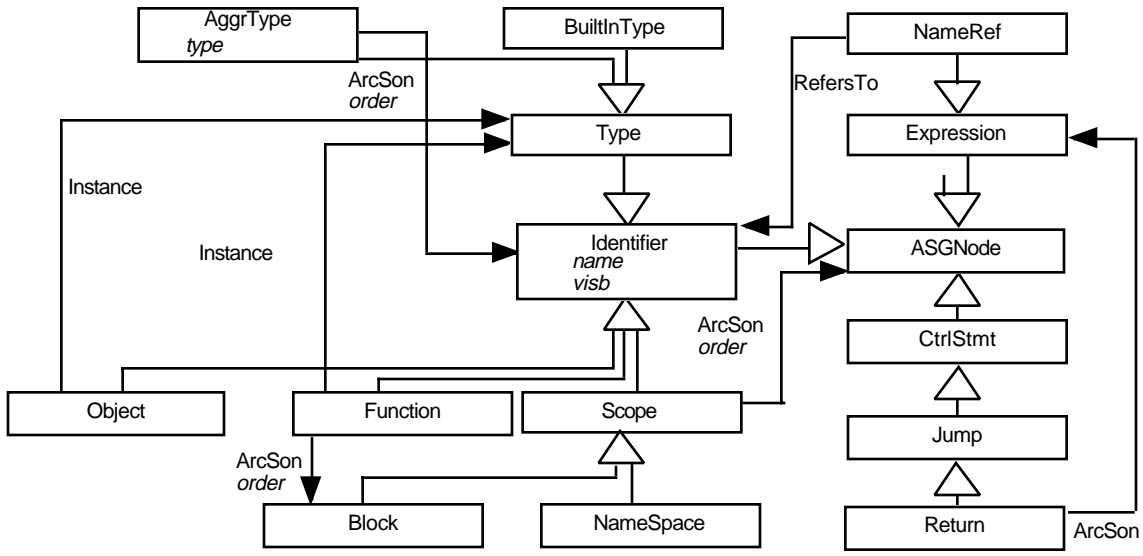 AggrType
type
BuiltInType
NameRef
ArcSon
order
RefersTo
Type
Expression
Instance
Instance
Identifier
name
visb
ASGNode
ArcSon
order
CtrlStmt
Object
Function
Scope
Jump
ArcSon
order
Block
NameSpace
Return
ArcSon